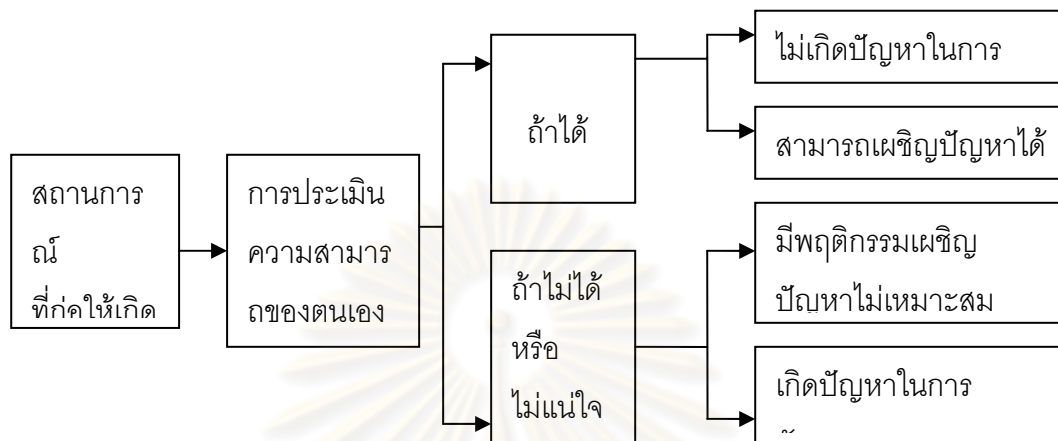 สถานการ
ณ์
ที่ก่อให้เกิด
การประเมิน
ความสามาร
ถของตนเอง
ถ้าได้
ไม่เกิดปัญหาในการ
สามารถเผชิญปัญหาได้
ถ้าไม่ได้
หรือ
ไม่แน่ใจ
มีพฤติกรรมเผชิญ
ปัญหาไม่เหมาะสม
เกิดปัญหาในการ